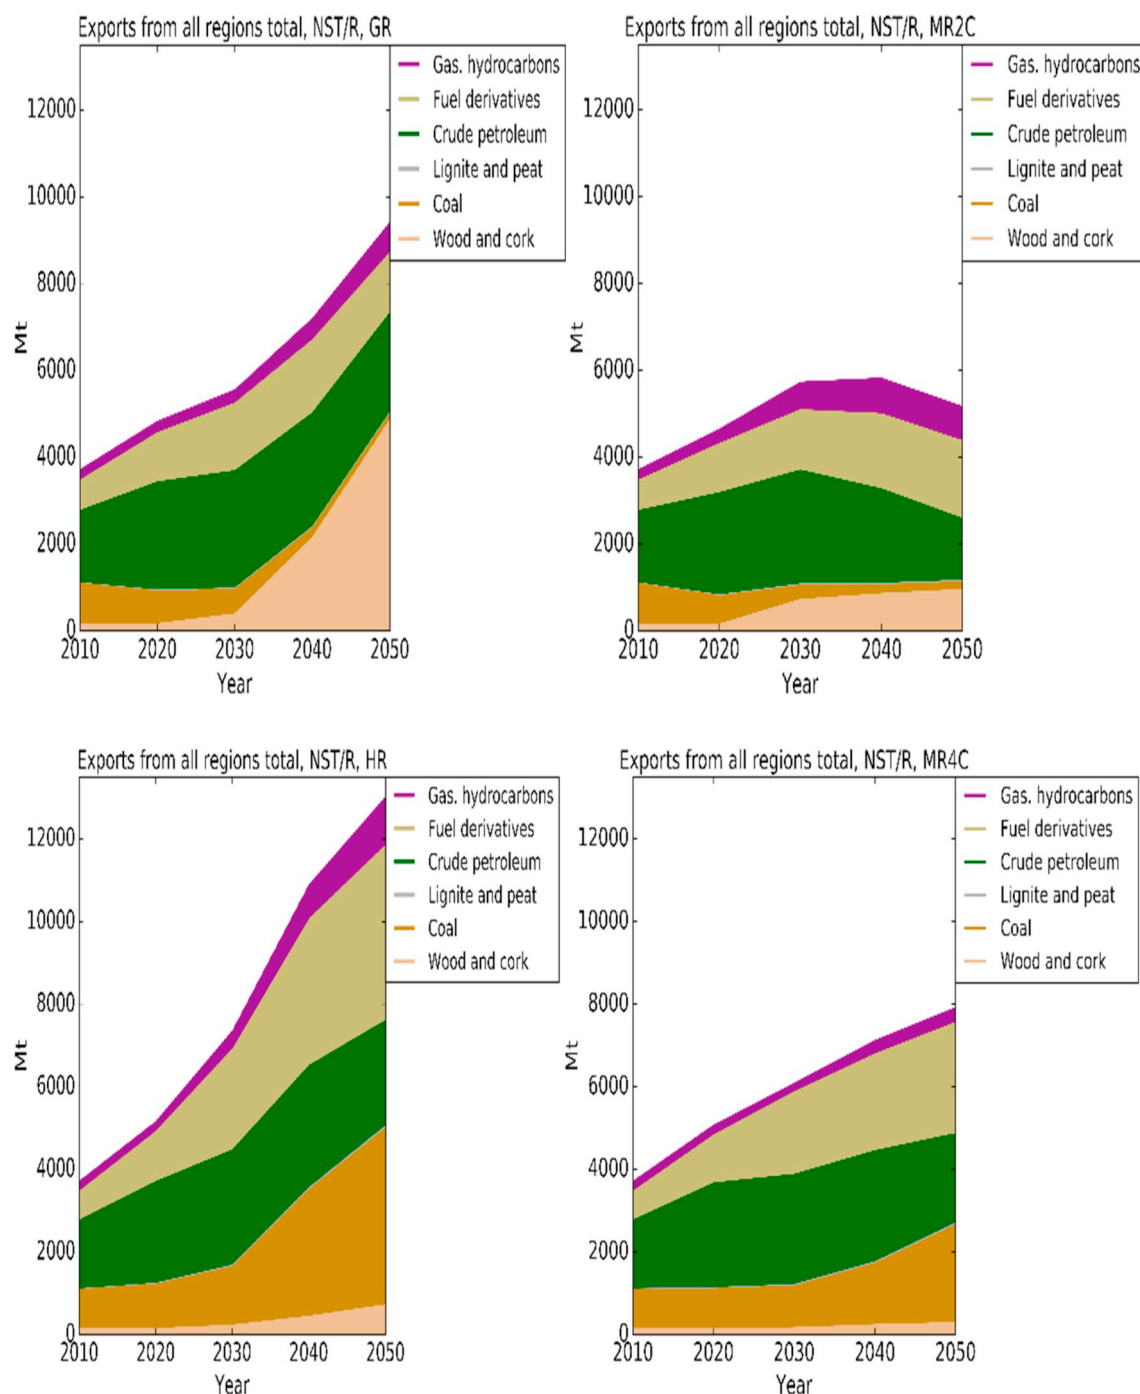 Exports from all regions total, NST/R, GR
Gas. hydrocarbons
Fuel derivatives
Crude petroleum
Lignite and peat
Coal
Wood and cork
12000
10000
8000
6000
4000
2000
0
Mt
2010 2020 2030 2040 2050
Year
Exports from all regions total, NST/R, MR2C
Gas. hydrocarbons
Fuel derivatives
Crude petroleum
Lignite and peat
Coal
Wood and cork
12000
10000
8000
6000
4000
2000
0
Mt
2010 2020 2030 2040 2050
Year
Exports from all regions total, NST/R, HR
Gas. hydrocarbons
Fuel derivatives
Crude petroleum
Lignite and peat
Coal
Wood and cork
12000
10000
8000
6000
4000
2000
0
Mt
2010 2020 2030 2040 2050
Year
Exports from all regions total, NST/R, MR4C
Gas. hydrocarbons
Fuel derivatives
Crude petroleum
Lignite and peat
Coal
Wood and cork
12000
10000
8000
6000
4000
2000
0
Mt
2010 2020 2030 2040 2050
Year